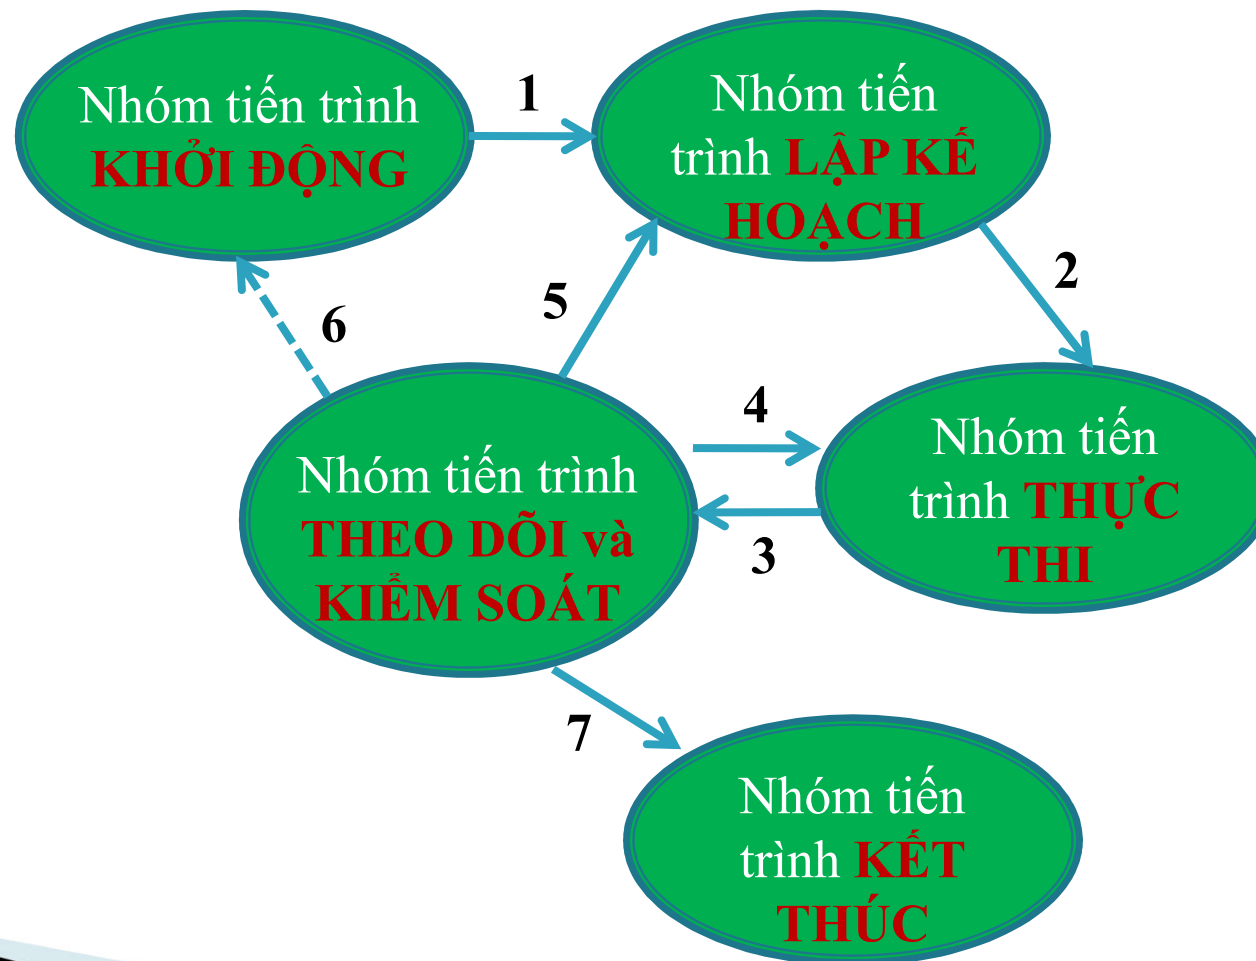 Nhóm tiến trình
KHỞI ĐỘNG
1
Nhóm tiến
trình LẬP KẾ
HOẠCH
2
5
6
4
Nhóm tiến trình
THEO DÕI và
KIỂM SOÁT
Nhóm tiến
trình THỰC
THI
3
7
Nhóm tiến
trình KẾT
THÚC